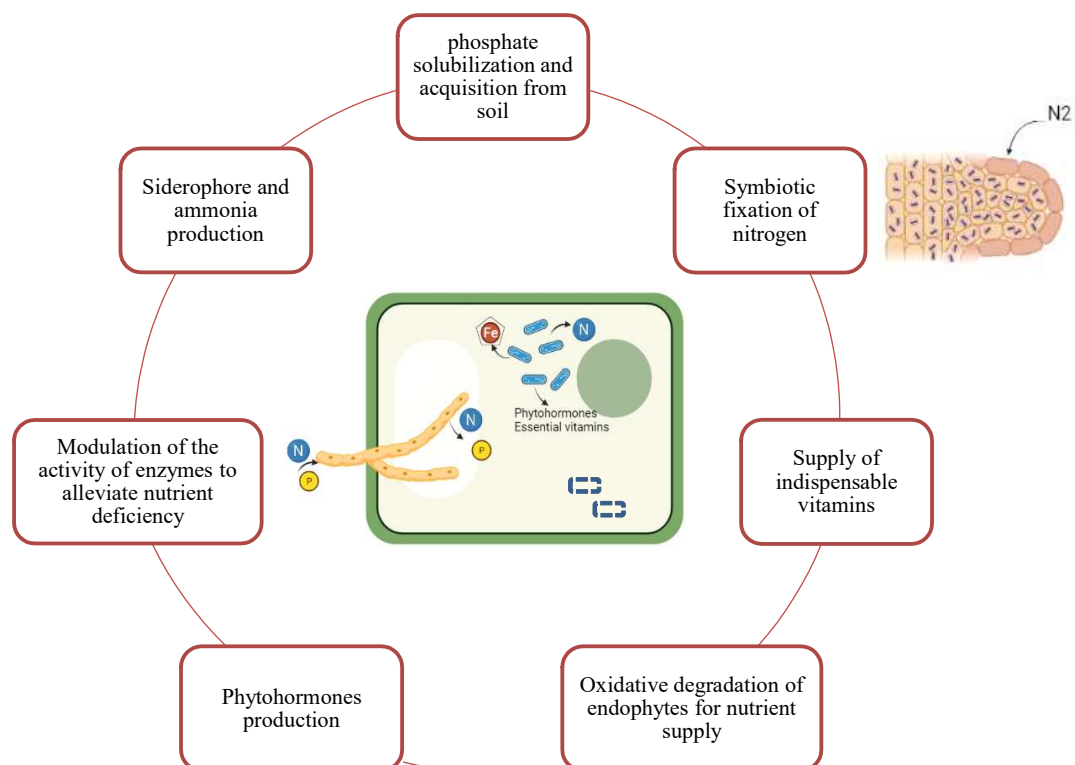 phosphate
solubilization and
acquisition from
soil
N2
Siderophore and
ammonia
production
Symbiotic
fixation of
nitrogen
Fe
N
Phytohormones
Essential vitamins
N
P
N
P
Modulation of the
activity of enzymes to
alleviate nutrient
deficiency
Supply of
indispensable
vitamins
Phytohormones
production
Oxidative degradation of
endophytes for nutrient
supply